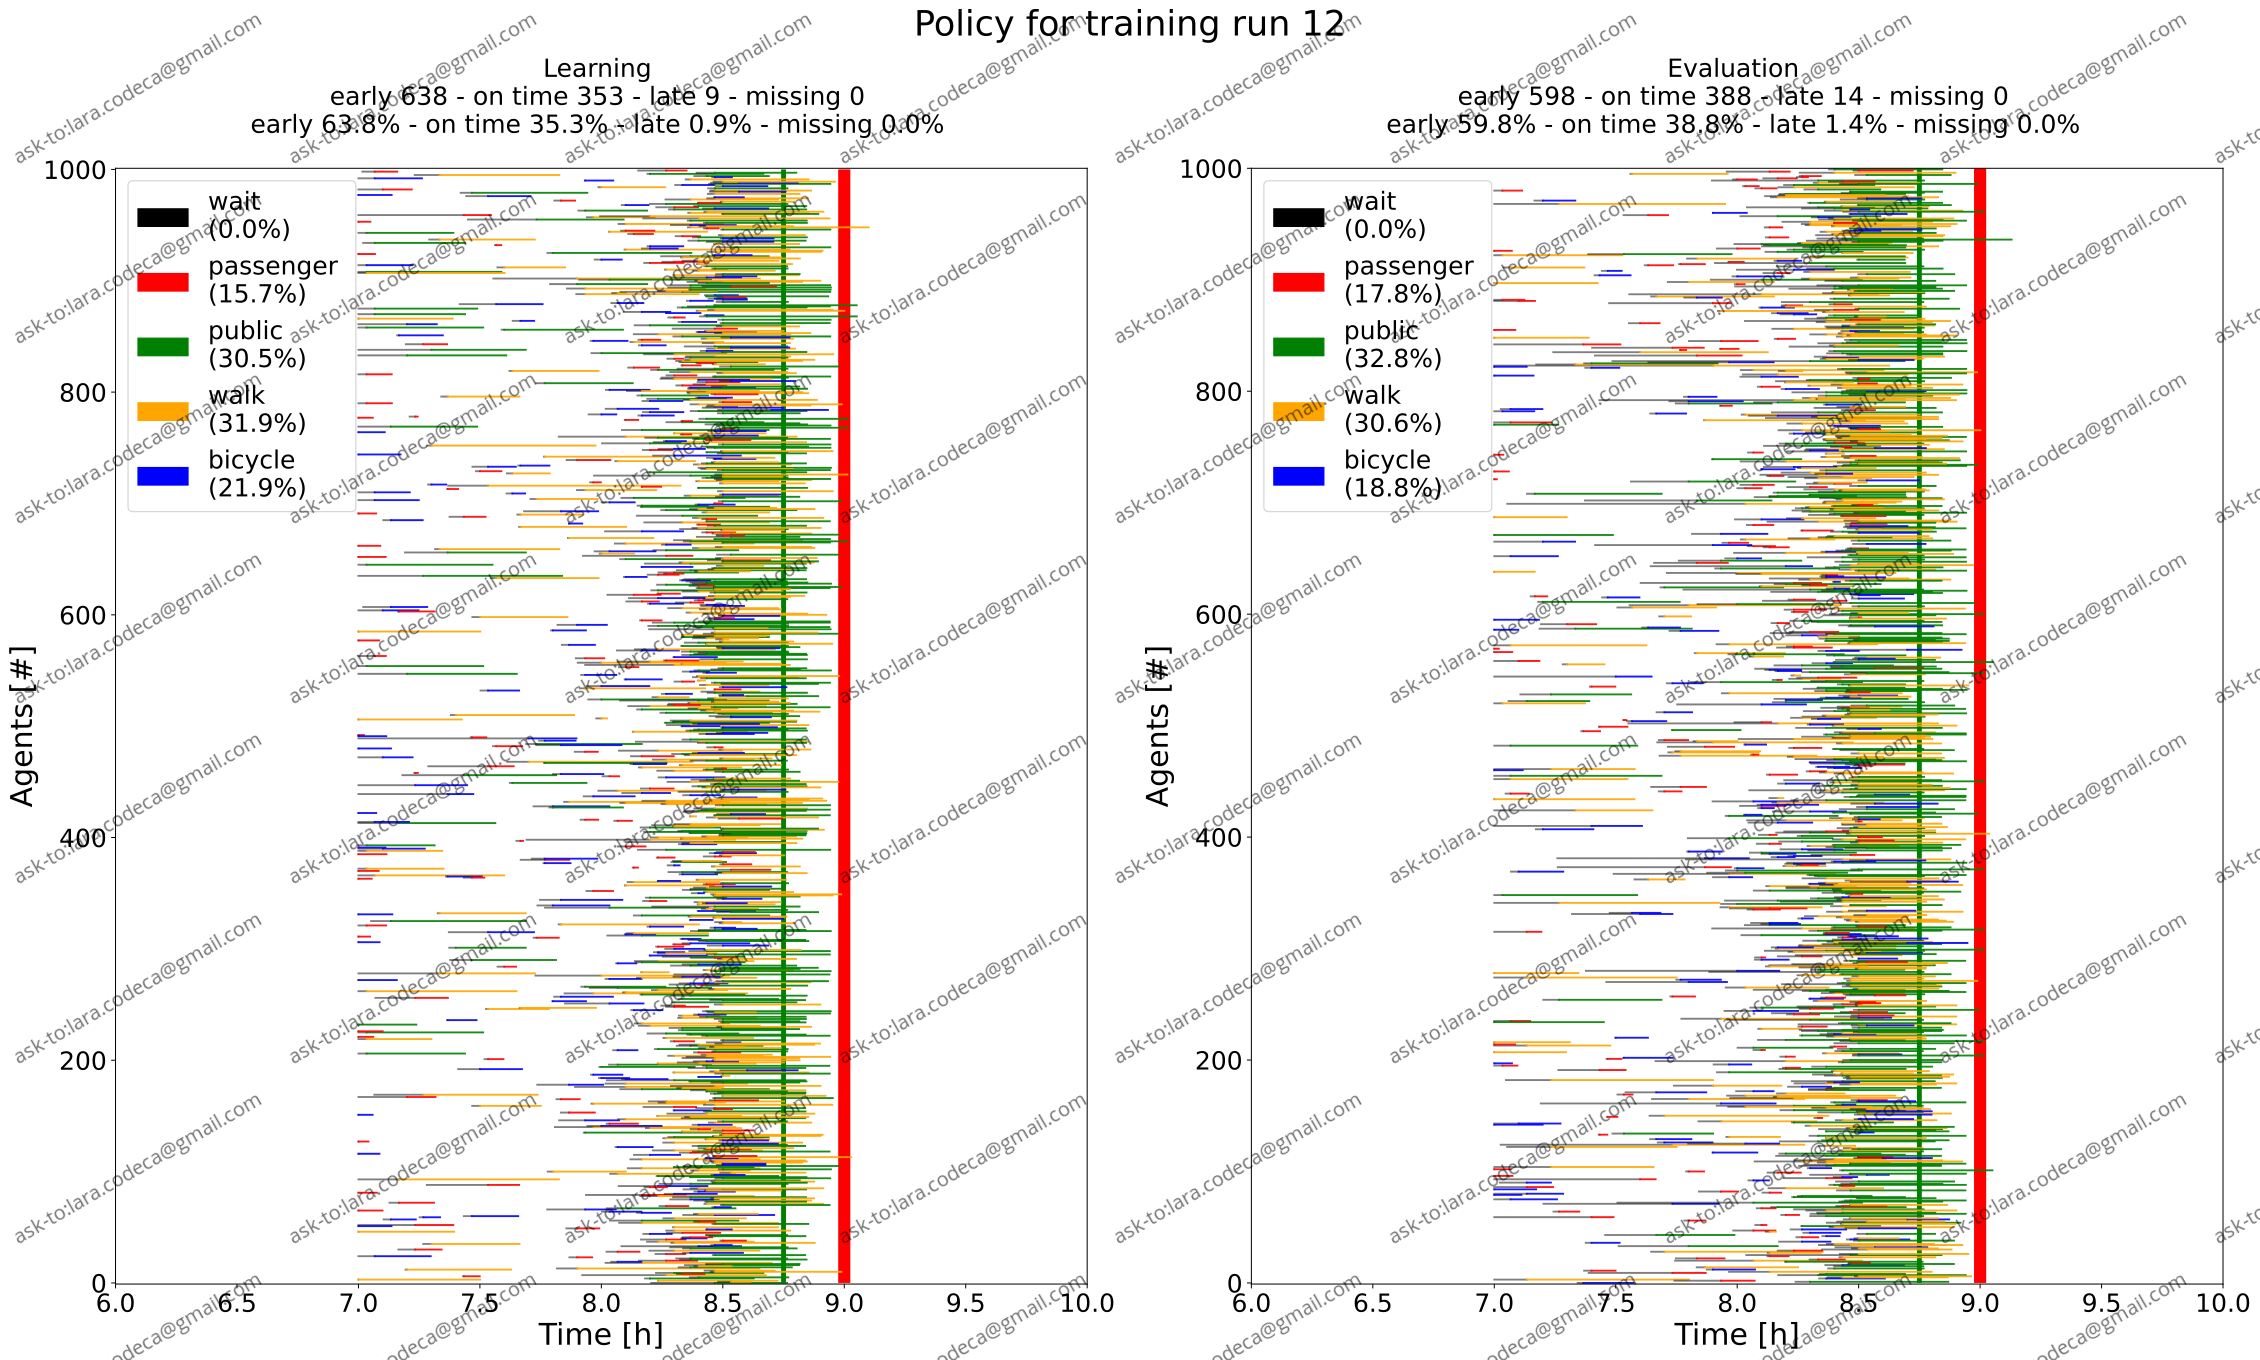 Policy for training run 12
Learning
early 638 - on time 353 - late 9 - missing 0
early 63.8% - on time 35.3% - late 0.9% - missing 0.0%
1000
800
600
400
200
0
Agents [#]
wait
(0.0%)
passenger
(15.7%)
public
(30.5%)
walk
(31.9%)
bicycle
(21.9%)
6.0 6.5 7.0 7.5 8.0 8.5 9.0 9.5 10.0
Time [h]
Evaluation
early 598 - on time 388 - late 14 - missing 0
early 59.8% - on time 38.8% - late 1.4% - missing 0.0%
1000
800
600
400
200
0
Agents [#]
wait
(0.0%)
passenger
(17.8%)
public
(32.8%)
walk
(30.6%)
bicycle
(18.8%)
6.0 6.5 7.0 7.5 8.0 8.5 9.0 9.5 10.0
Time [h]
ask-to:lara.codeca@gmail.com